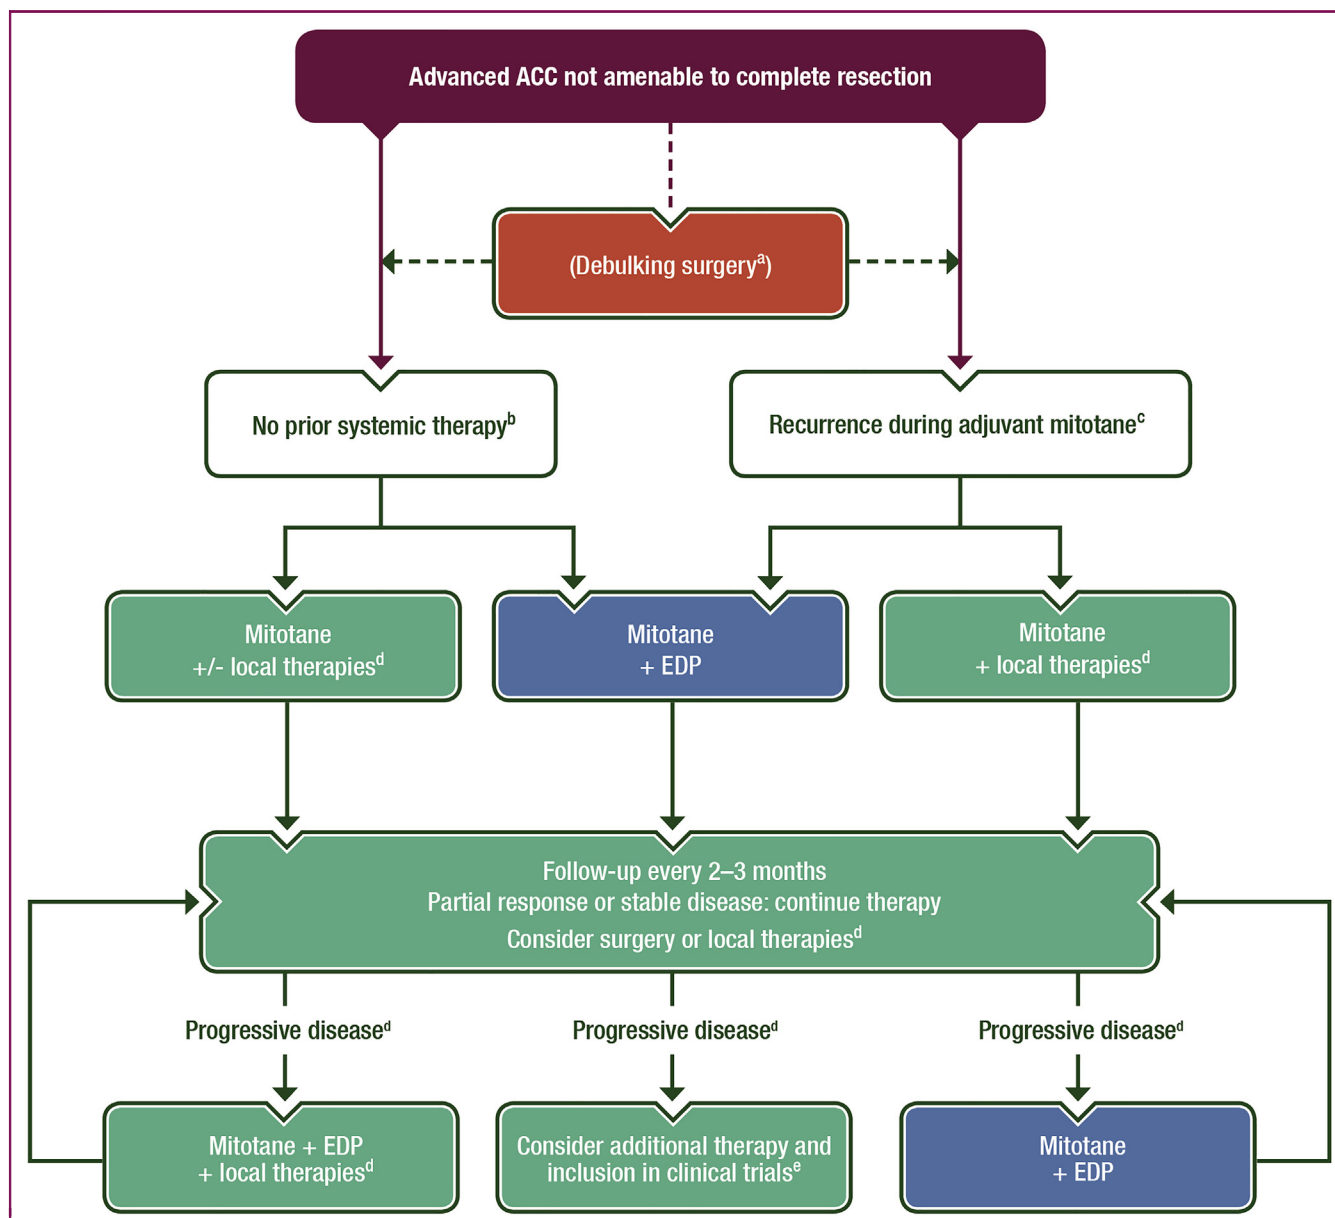 Advanced ACC not amenable to complete resection
(Debulking surgeryᵃ)
No prior systemic therapyᵇ
Recurrence during adjuvant mitotaneᶜ
Mitotane
+/- local therapiesᵈ
Mitotane
+ EDP
Mitotane
+ local therapiesᵈ
Follow-up every 2–3 months
Partial response or stable disease: continue therapy
Consider surgery or local therapiesᵈ
Progressive diseaseᵈ
Progressive diseaseᵈ
Progressive diseaseᵈ
Mitotane + EDP
+ local therapiesᵈ
Consider additional therapy and
inclusion in clinical trialsᵉ
Mitotane
+ EDP